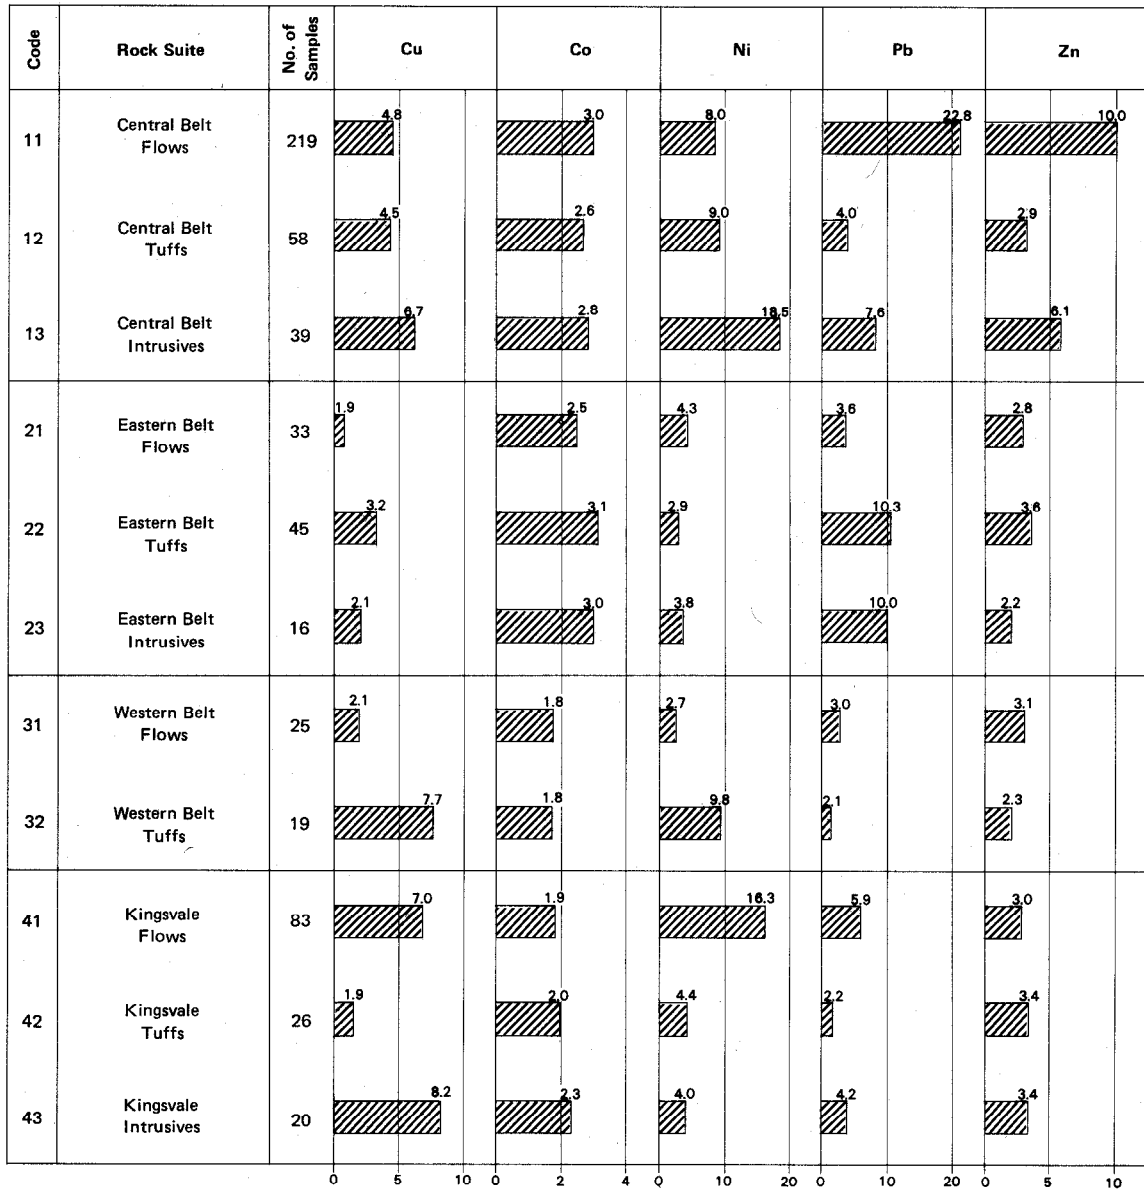 Code Rock Suite No. of Samples Cu Co Ni Pb Zn
11 Central Belt Flows 219 4.8 3.0 8.0 22.8 10.0
12 Central Belt Tuffs 58 4.5 2.6 9.0 4.0 2.9
13 Central Belt Intrusives 39 6.7 2.8 18.5 7.6 6.1
21 Eastern Belt Flows 33 1.9 2.5 4.3 3.6 2.8
22 Eastern Belt Tuffs 45 3.2 3.1 2.9 10.3 3.6
23 Eastern Belt Intrusives 16 2.1 3.0 3.8 10.0 2.2
31 Western Belt Flows 25 2.1 1.8 2.7 3.0 3.1
32 Western Belt Tuffs 19 7.7 1.8 9.8 2.1 2.3
41 Kingsvale Flows 83 7.0 1.9 16.3 5.9 3.0
42 Kingsvale Tuffs 26 1.9 2.0 4.4 2.2 3.4
43 Kingsvale Intrusives 20 8.2 2.3 4.0 4.2 3.4
0 5 10 0 2 4 0 10 20 0 10 20 0 5 10